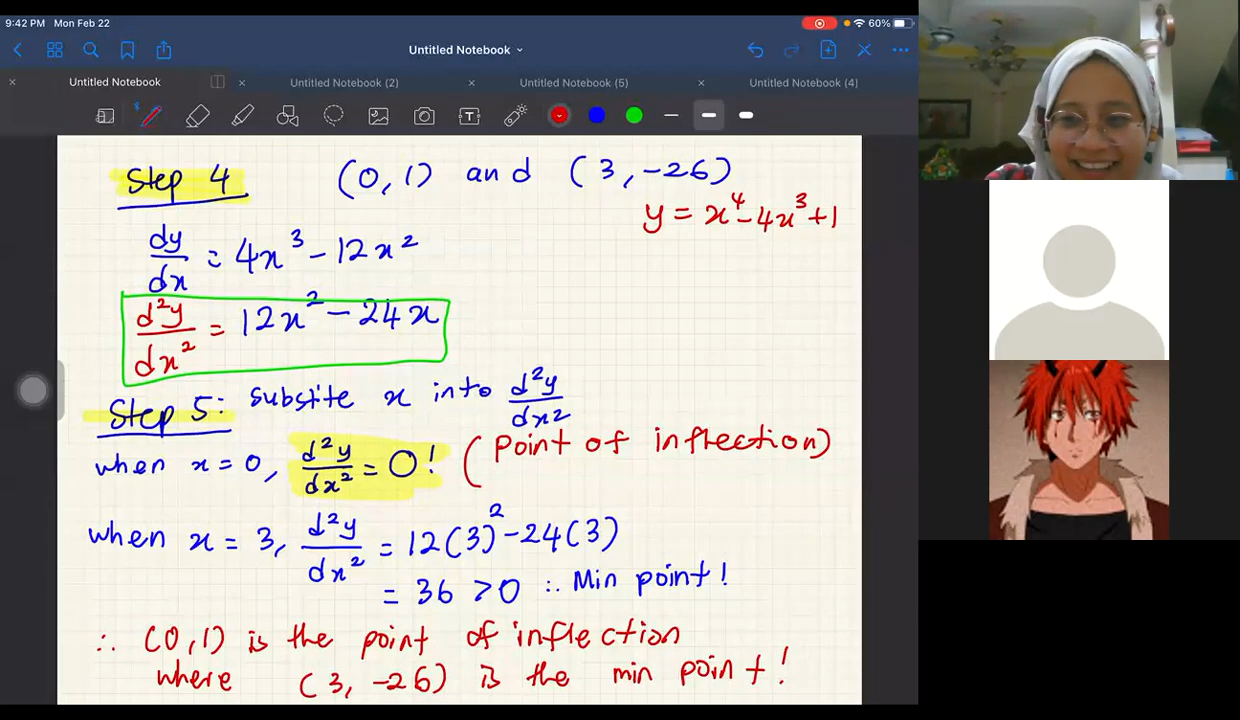 9:42 PM Mon Feb 22
60%
Untitled Notebook
Untitled Notebook
Untitled Notebook (2)
Untitled Notebook (5)
Untitled Notebook (4)
Step 4 (0,1) and (3,-26)
y = x⁴-4x³+1
dy/dx = 4x³ - 12x²
d²y/dx² = 12x² - 24x
Step 5: substite x into d²y/dx²
when x = 0, d²y/dx² = 0! (point of inflection)
when x = 3, d²y/dx² = 12(3)² - 24(3)
= 36 > 0 ∴ Min point!
∴ (0,1) is the point of inflection
where (3, -26) is the min point!